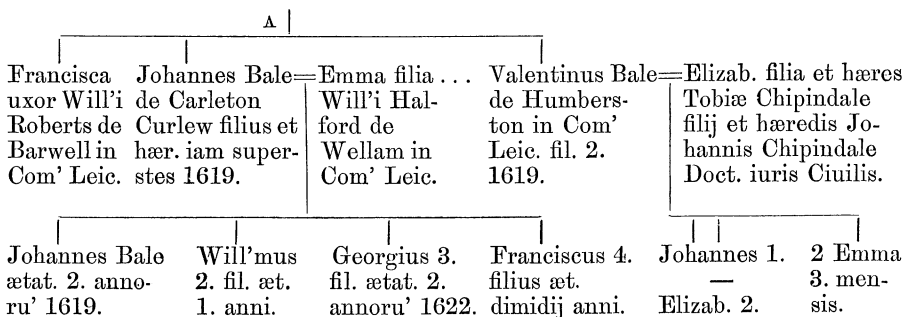 A
Francisca
uxor Will'i
Roberts de
Barwell in
Com' Leic.
Johannes Bale
de Carleton
Curlew filius et
hær. iam super-
stes 1619.
Emma filia ...
Will'i Hal-
ford de
Wellam in
Com' Leic.
Valentinus Bale
de Humbers-
ton in Com'
Leic. fil. 2.
1619.
Elizab. filia et hæres
Tobiæ Chipindale
filij et hæredis Jo-
hannis Chipindale
Doct. iuris Ciuilis.
Johannes Bale
ætat. 2. anno-
ru' 1619.
Will'mus
2. fil. æt.
1. anni.
Georgius 3.
fil. ætat. 2.
annoru' 1622.
Franciscus 4.
filius æt.
dimidij anni.
Johannes 1.
—
Elizab. 2.
2 Emma
3. men-
sis.